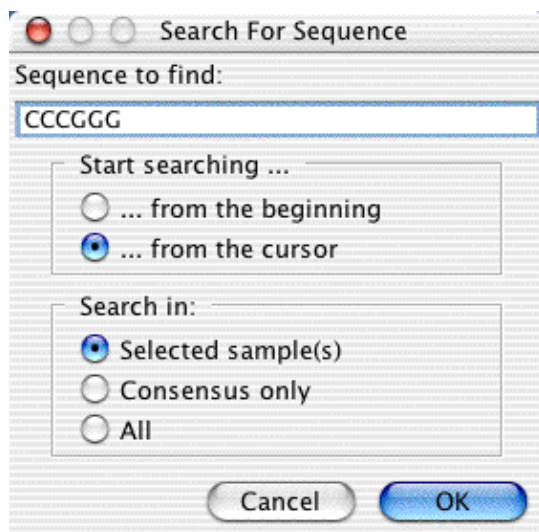 Search For Sequence
Sequence to find:
CCCGGG
Start searching ...
... from the beginning
... from the cursor
Search in:
Selected sample(s)
Consensus only
All
Cancel OK